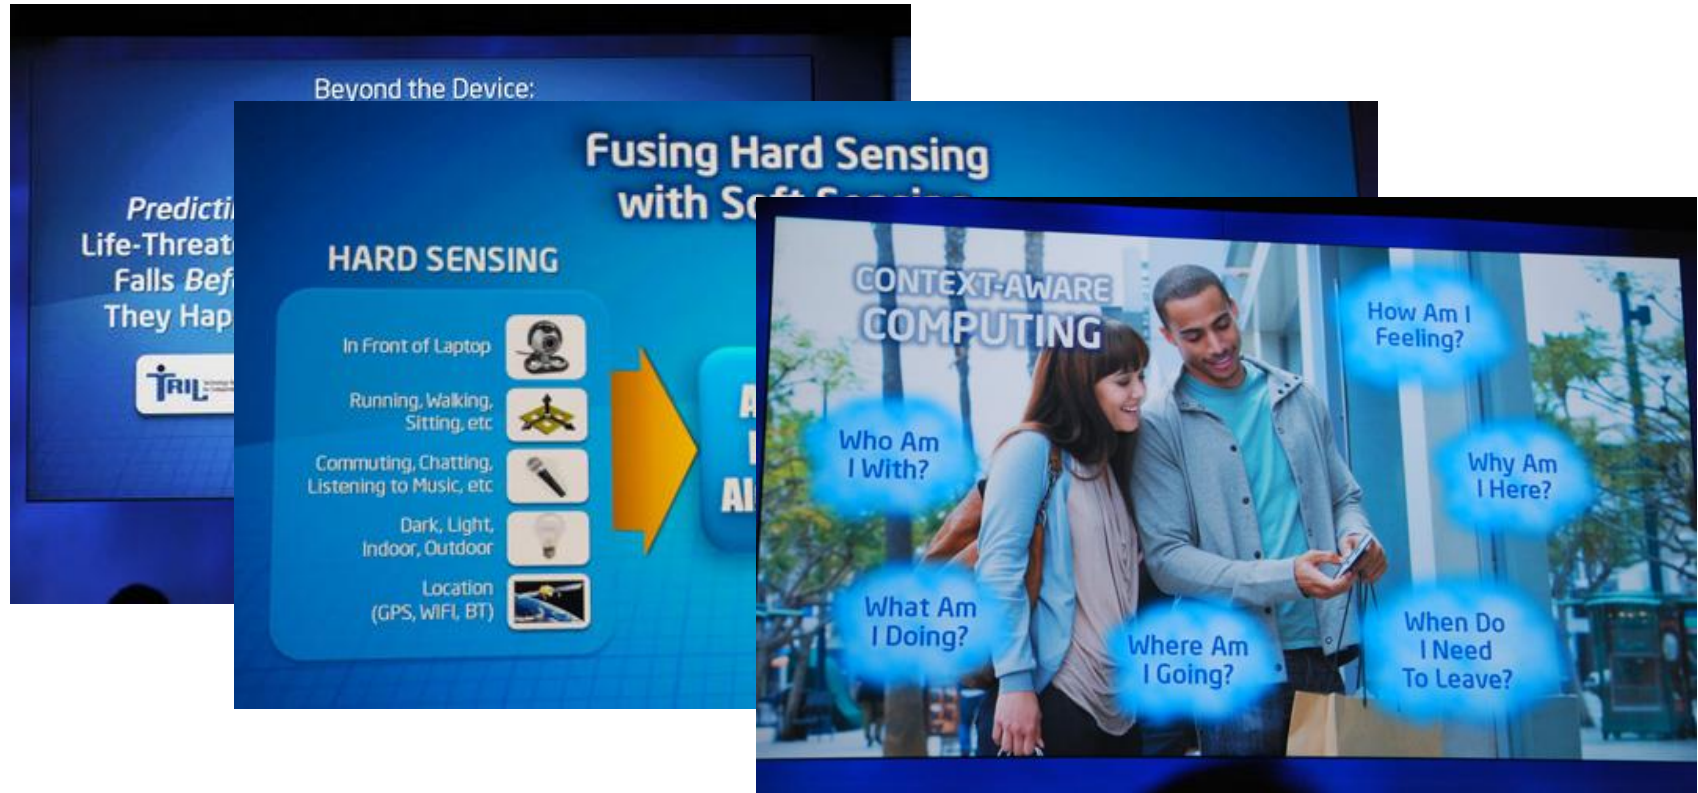 Beyond the Device:
Life-Threat
Falls
They Hap
TRIL
Fusing Hard Sensing
with
HARD SENSING
In Front of Laptop
Running, Walking,
Sitting, etc
Commuting, Chatting,
Listening to Music, etc
Dark, Light,
Indoor, Outdoor
Location
(GPS, WIFI, BT)
CONTEXT-AWARE
COMPUTING
How Am I
Feeling?
Who Am
I With?
Why Am
I Here?
What Am
I Doing?
Where Am
I Going?
When Do
I Need
To Leave?